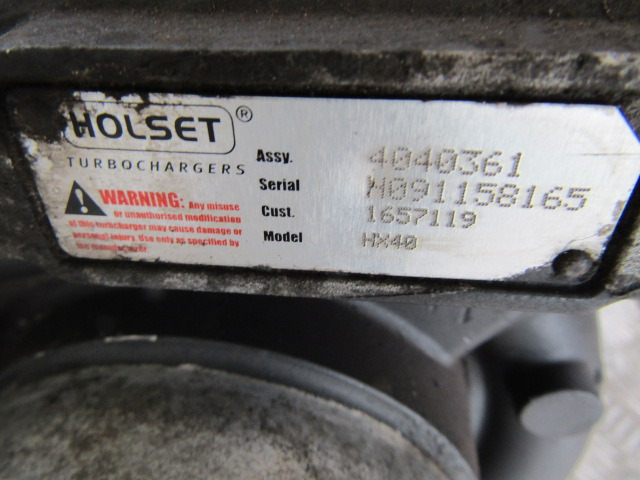 HOLSET®
TURBOCHARGERS
WARNING: Any misuse
or unauthorised modification
of this turbocharger may cause damage or
personal injury. Use only as specified by
the manufacturer.
Assy. 4040361
Serial M091158165
Cust. 1657119
Model HX40